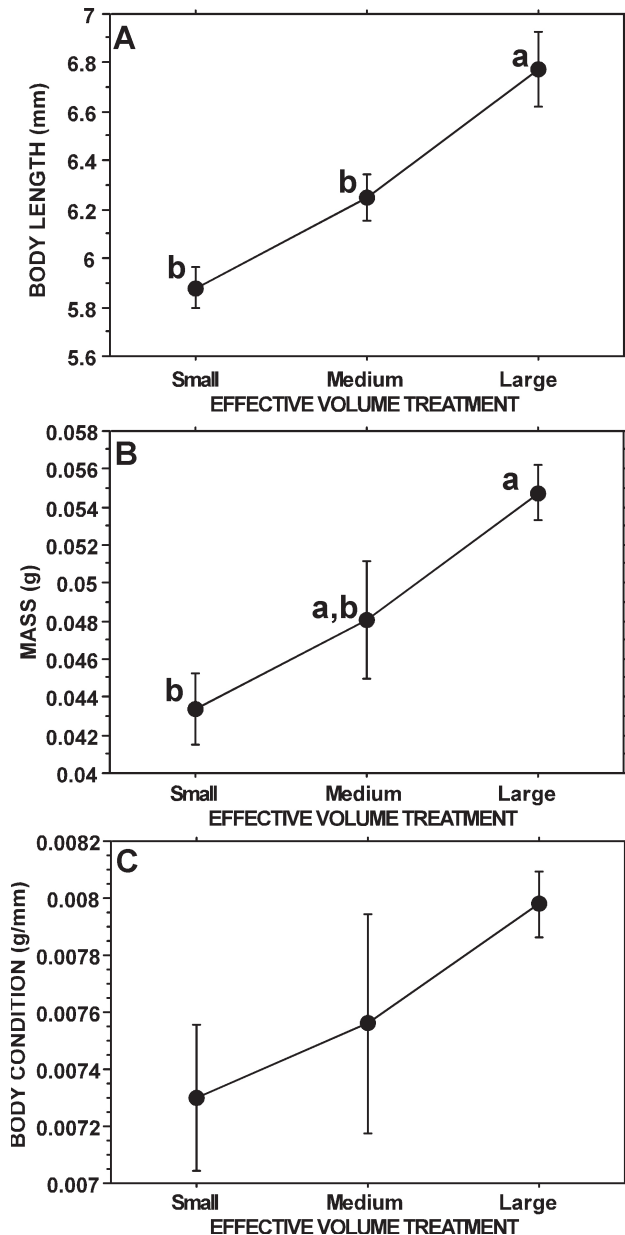 A
BODY LENGTH (mm)
7
6.8
6.6
6.4
6.2
6
5.8
5.6
a
b
b
Small Medium Large
EFFECTIVE VOLUME TREATMENT
B
MASS (g)
0.058
0.056
0.054
0.052
0.05
0.048
0.046
0.044
0.042
0.04
a
a,b
b
Small Medium Large
EFFECTIVE VOLUME TREATMENT
C
BODY CONDITION (g/mm)
0.0082
0.008
0.0078
0.0076
0.0074
0.0072
0.007
Small Medium Large
EFFECTIVE VOLUME TREATMENT